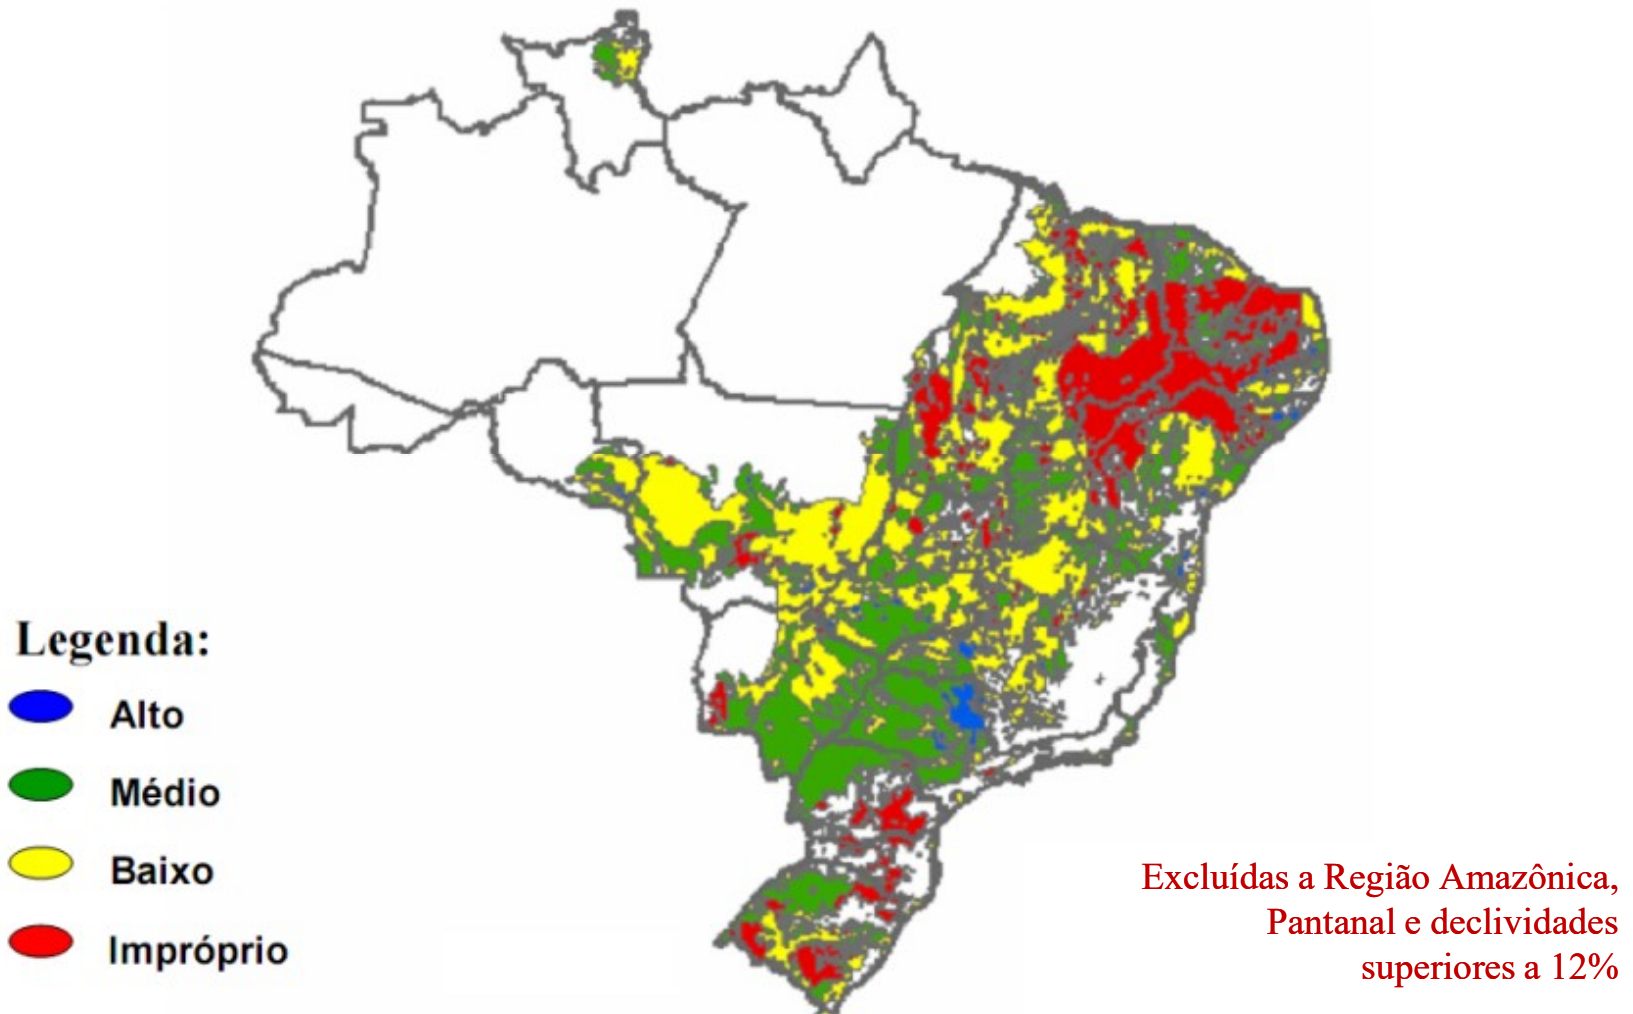 Legenda:
Alto
Médio
Baixo
Impróprio
Excluídas a Região Amazônica,
Pantanal e declividades
superiores a 12%